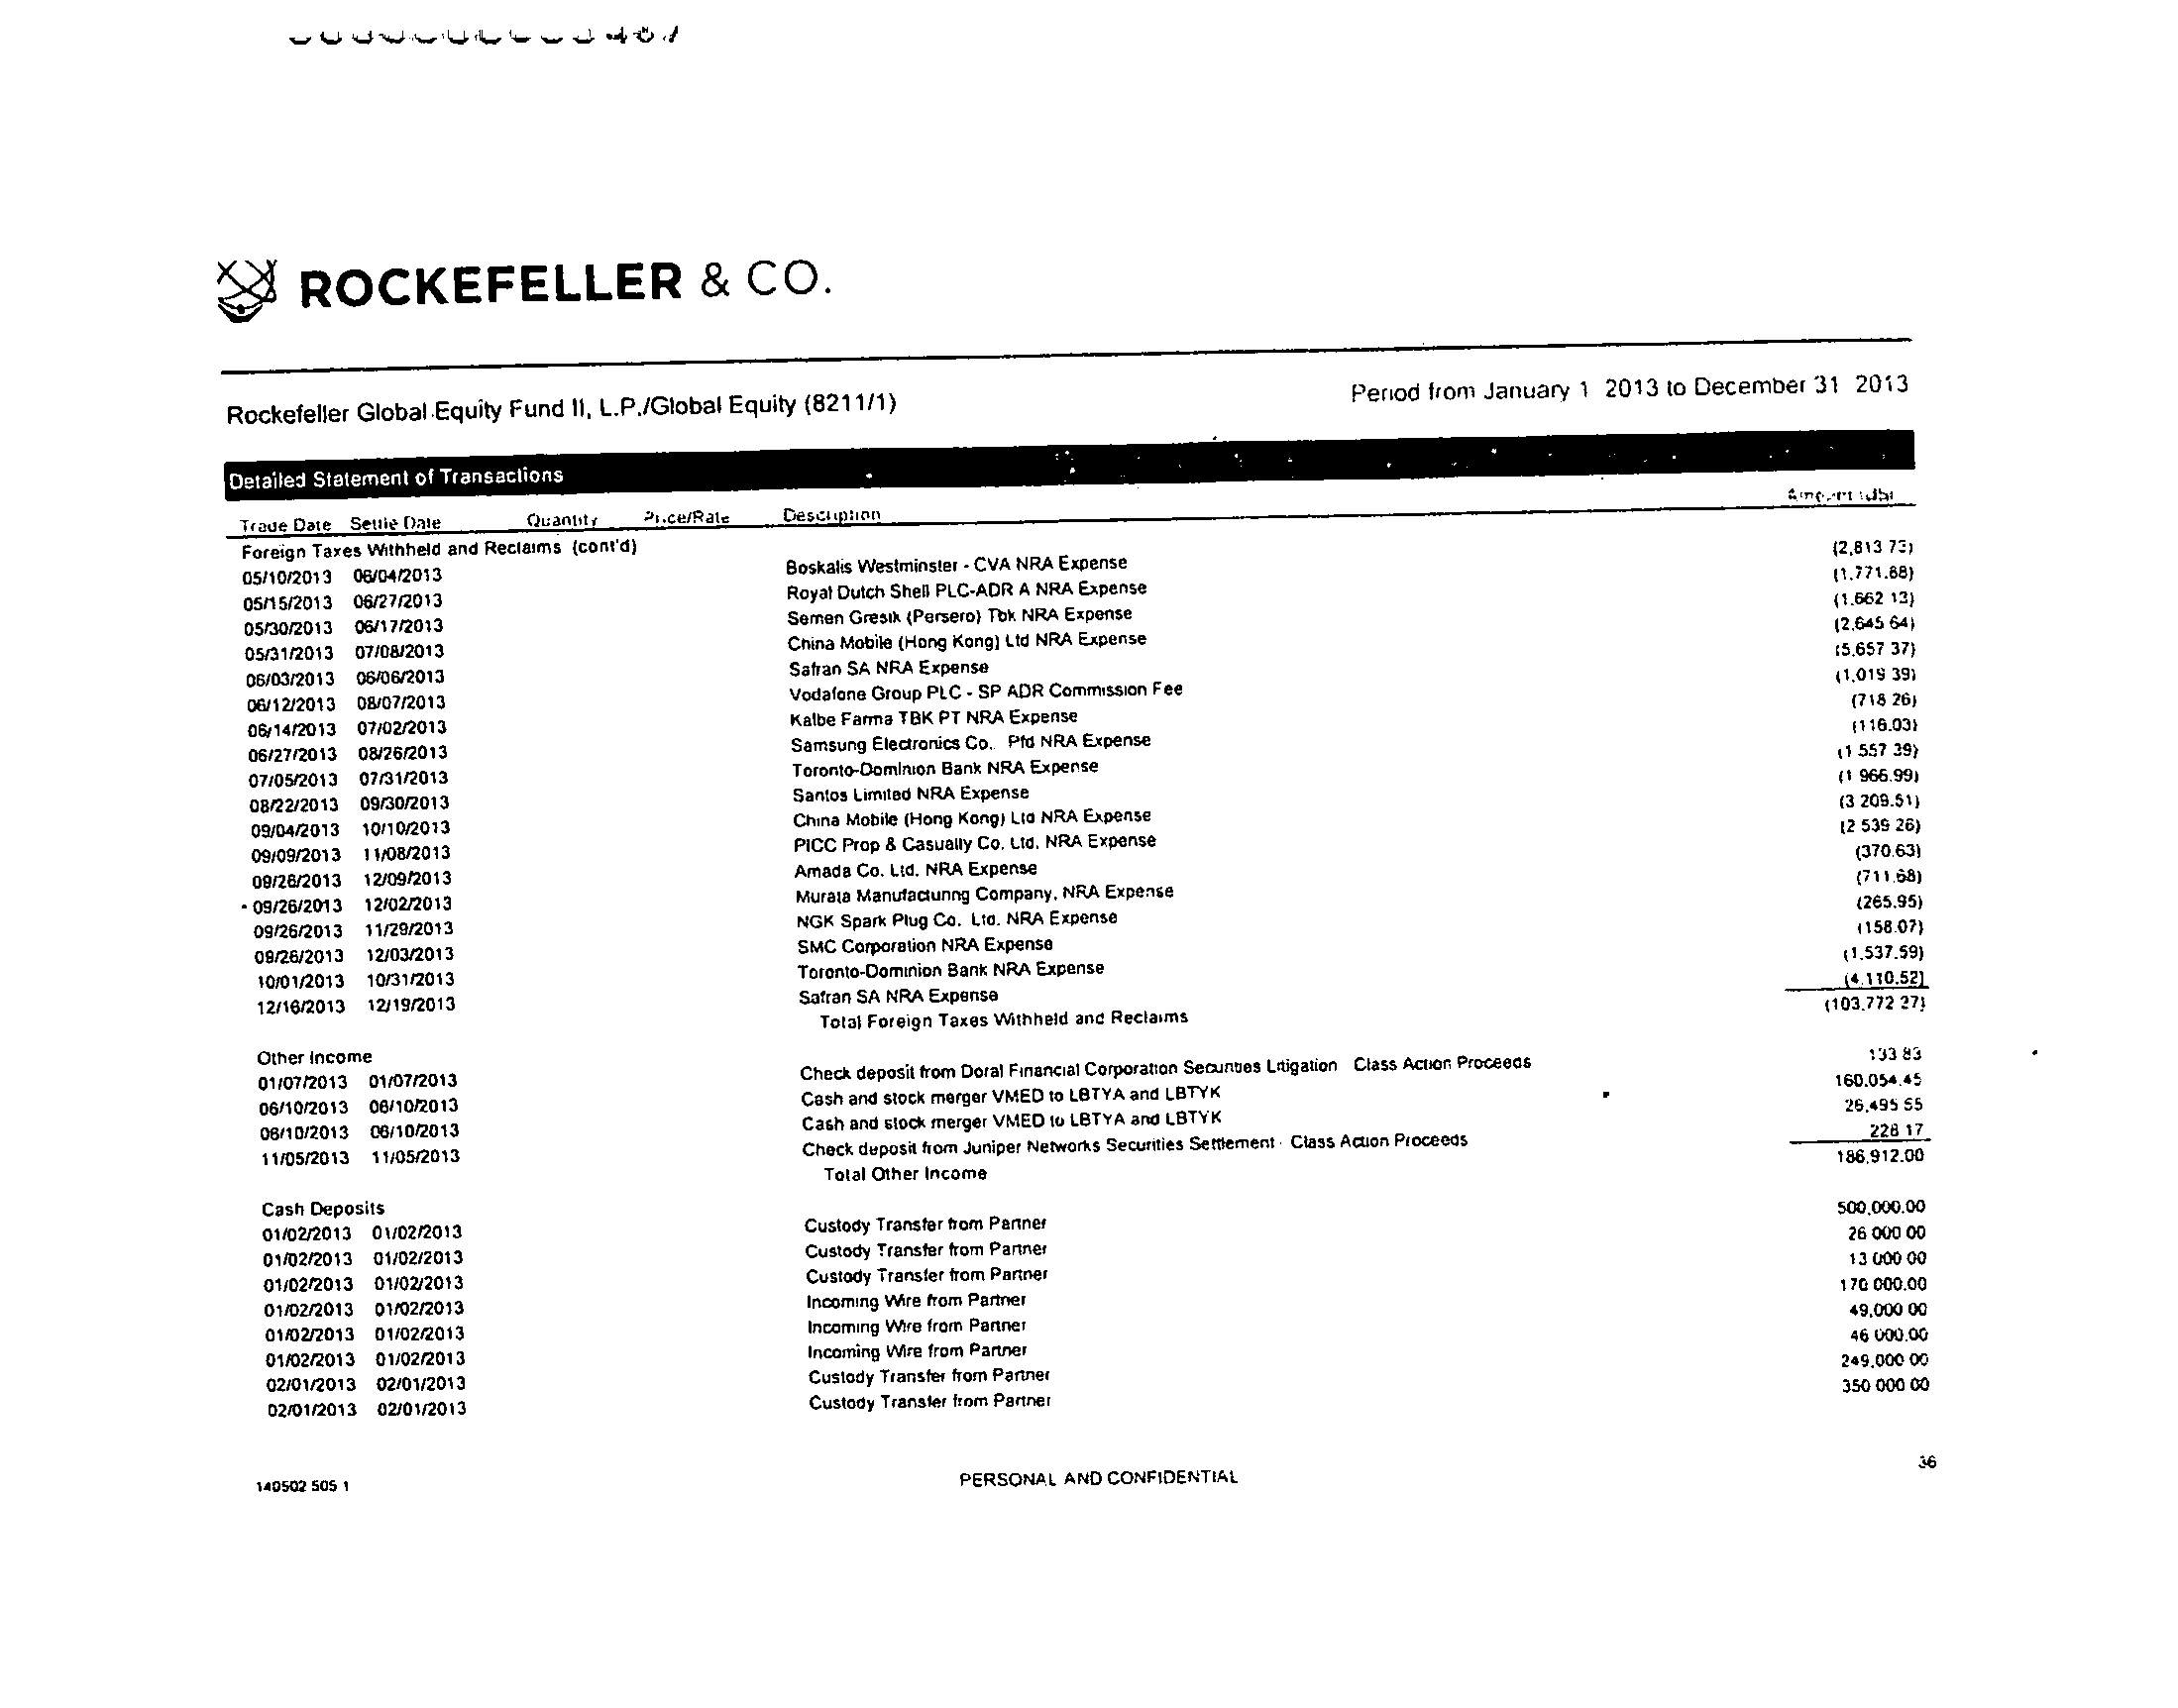 ROCKEFELLER & CO.
Rockefeller Global Equity Fund II, L.P./Global Equity (8211/1) Period from January 1 2013 to December 31 2013
Detailed Statement of Transactions
Trade Date Settle Date Quantity Price/Rate Description Amount
Foreign Taxes Withheld and Reclaims (cont'd)
05/10/2013 06/04/2013 Boskalis Westminster - CVA NRA Expense (2,813 73)
05/15/2013 06/27/2013 Royal Dutch Shell PLC-ADR A NRA Expense (1,771.88)
05/30/2013 06/17/2013 Semen Gresik (Persero) Tbk NRA Expense (1,662 13)
05/31/2013 07/08/2013 China Mobile (Hong Kong) Ltd NRA Expense (2,645 64)
06/03/2013 06/06/2013 Safran SA NRA Expense (5,657 37)
06/12/2013 08/07/2013 Vodafone Group PLC - SP ADR Commission Fee (1,019 39)
06/14/2013 07/02/2013 Kalbe Farma TBK PT NRA Expense (718 26)
06/27/2013 08/26/2013 Samsung Electronics Co. Pfd NRA Expense (116.03)
07/05/2013 07/31/2013 Toronto-Dominion Bank NRA Expense (1 557 39)
08/22/2013 09/30/2013 Santos Limited NRA Expense (1 966.99)
09/04/2013 10/10/2013 China Mobile (Hong Kong) Ltd NRA Expense (3 209.51)
09/09/2013 11/08/2013 PICC Prop & Casually Co. Ltd. NRA Expense (2 539 26)
09/26/2013 12/09/2013 Amada Co. Ltd. NRA Expense (370.63)
09/26/2013 12/02/2013 Murata Manufacturing Company, NRA Expense (711.68)
09/26/2013 11/29/2013 NGK Spark Plug Co. Ltd. NRA Expense (265.95)
09/26/2013 12/03/2013 SMC Corporation NRA Expense (158.07)
10/01/2013 10/31/2013 Toronto-Dominion Bank NRA Expense (1,537.59)
12/16/2013 12/19/2013 Safran SA NRA Expense (4,110.52)
Total Foreign Taxes Withheld and Reclaims (103,772 27)
Other Income
01/07/2013 01/07/2013 Check deposit from Doral Financial Corporation Securities Litigation Class Action Proceeds 133 83
06/10/2013 06/10/2013 Cash and stock merger VMED to LBTYA and LBTYK 160,054.45
06/10/2013 06/10/2013 Cash and stock merger VMED to LBTYA and LBTYK 26,495 55
11/05/2013 11/05/2013 Check deposit from Juniper Networks Securities Settlement - Class Action Proceeds 228 17
Total Other Income 186,912.00
Cash Deposits
01/02/2013 01/02/2013 Custody Transfer from Partner 500,000.00
01/02/2013 01/02/2013 Custody Transfer from Partner 26 000 00
01/02/2013 01/02/2013 Custody Transfer from Partner 13 000 00
01/02/2013 01/02/2013 Incoming Wire from Partner 170 000.00
01/02/2013 01/02/2013 Incoming Wire from Partner 49,000 00
01/02/2013 01/02/2013 Incoming Wire from Partner 46 000.00
02/01/2013 02/01/2013 Custody Transfer from Partner 249,000 00
02/01/2013 02/01/2013 Custody Transfer from Partner 350 000 00
36
140502 505 1 PERSONAL AND CONFIDENTIAL